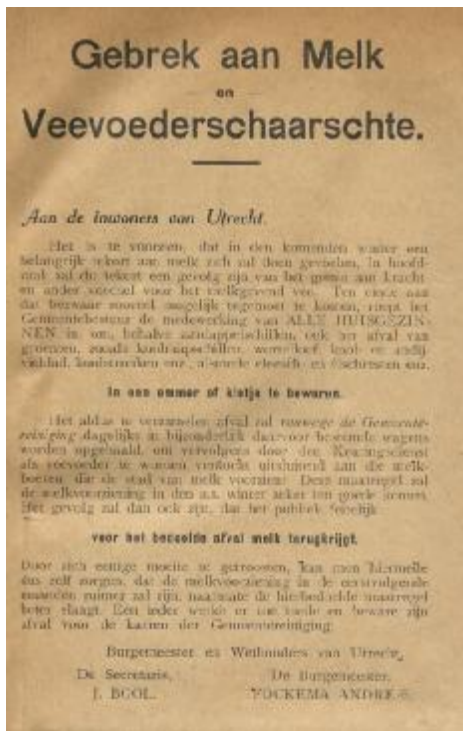 Gebrek aan Melk
en
Veevoederschaarschte.
Aan de inwoners van Utrecht.
Het is te voorzien, dat in den komenden winter een
belangrijk tekort aan melk zich zal doen gevoelen. In hoofd-
zaak zal dit tekort een gevolg zijn van het gemis aan kracht-
en ander voedsel voor het melkgevend vee. Ten einde aan
dat bezwaar zooveel mogelijk tegemoet te komen, roept het
Gemeentebestuur de medewerking van ALLE HUISGEZIN-
NEN in om, behalve aardappelschillen, ook het afval van
groenten, zooals
in een emmer of kistje te bewaren.
Het aldus te verzamelen afval zal vanwege de Gemeente-
reiniging dagelijks in bijzonderlijk daarvoor bestemde wagens
worden opgehaald, om vervolgens door den Reinigingsdienst
als veevoeder te worden verkocht uitsluitend aan die melk-
boeren, die de stad van melk voorzien. Deze maatregel zal
de melkvoorziening in den a.s. winter zeker ten goede komen.
Het gevolg zal dan ook zijn, dat het publiek feitelijk
voor het bedoelde afval melk terugkrijgt.
Door zich eenige moeite te getroosten, kan men hiermede
dus zelf zorgen, dat de melkvoorziening in de eerstvolgende
maanden ruimer zal zijn, naarmate de hierbedoelde maatregel
beter slaagt. Een ieder werke er toe mede en beware zijn
afval voor de karren der Gemeentereiniging.
Burgemeester en Wethouders van Utrecht,
De Secretaris, De Burgemeester,
J. BOOL. FOCKEMA ANDREÆ.